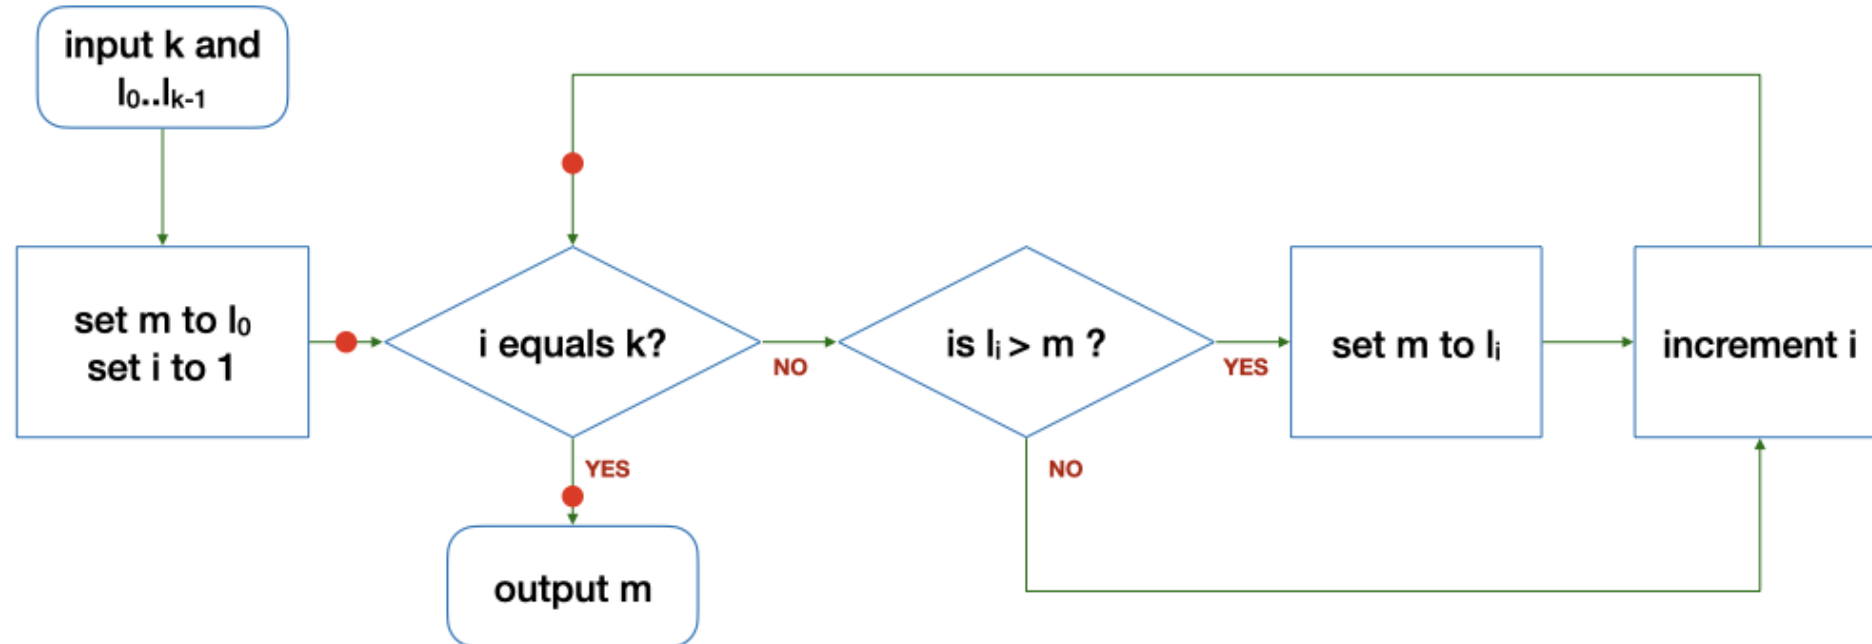 input k and
l₀..lₖ₋₁
set m to l₀
set i to 1
i equals k?
NO
YES
is lᵢ > m ?
YES
NO
set m to lᵢ
increment i
output m